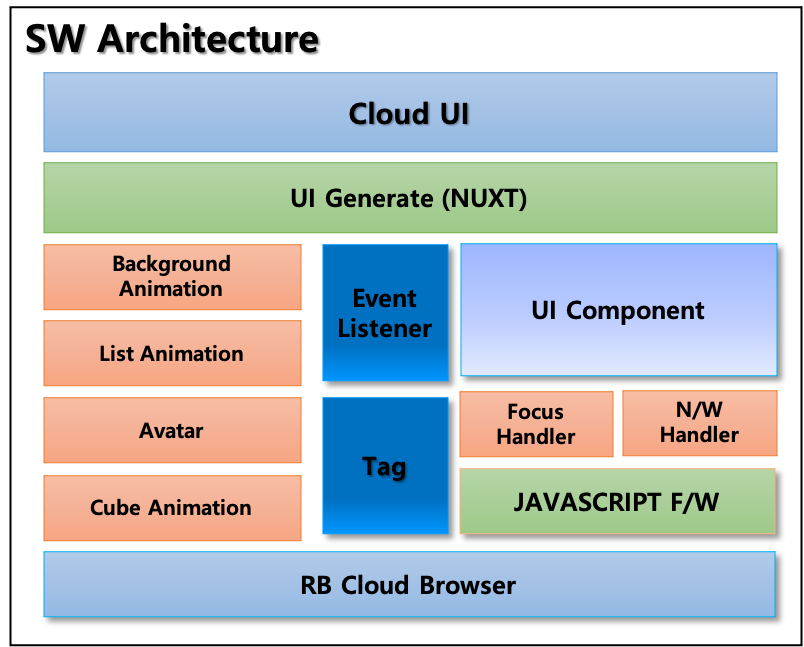 SW Architecture
Cloud UI
UI Generate (NUXT)
Background
Animation
List Animation
Avatar
Cube Animation
Event
Listener
Tag
UI Component
Focus
Handler
N/W
Handler
JAVASCRIPT F/W
RB Cloud Browser